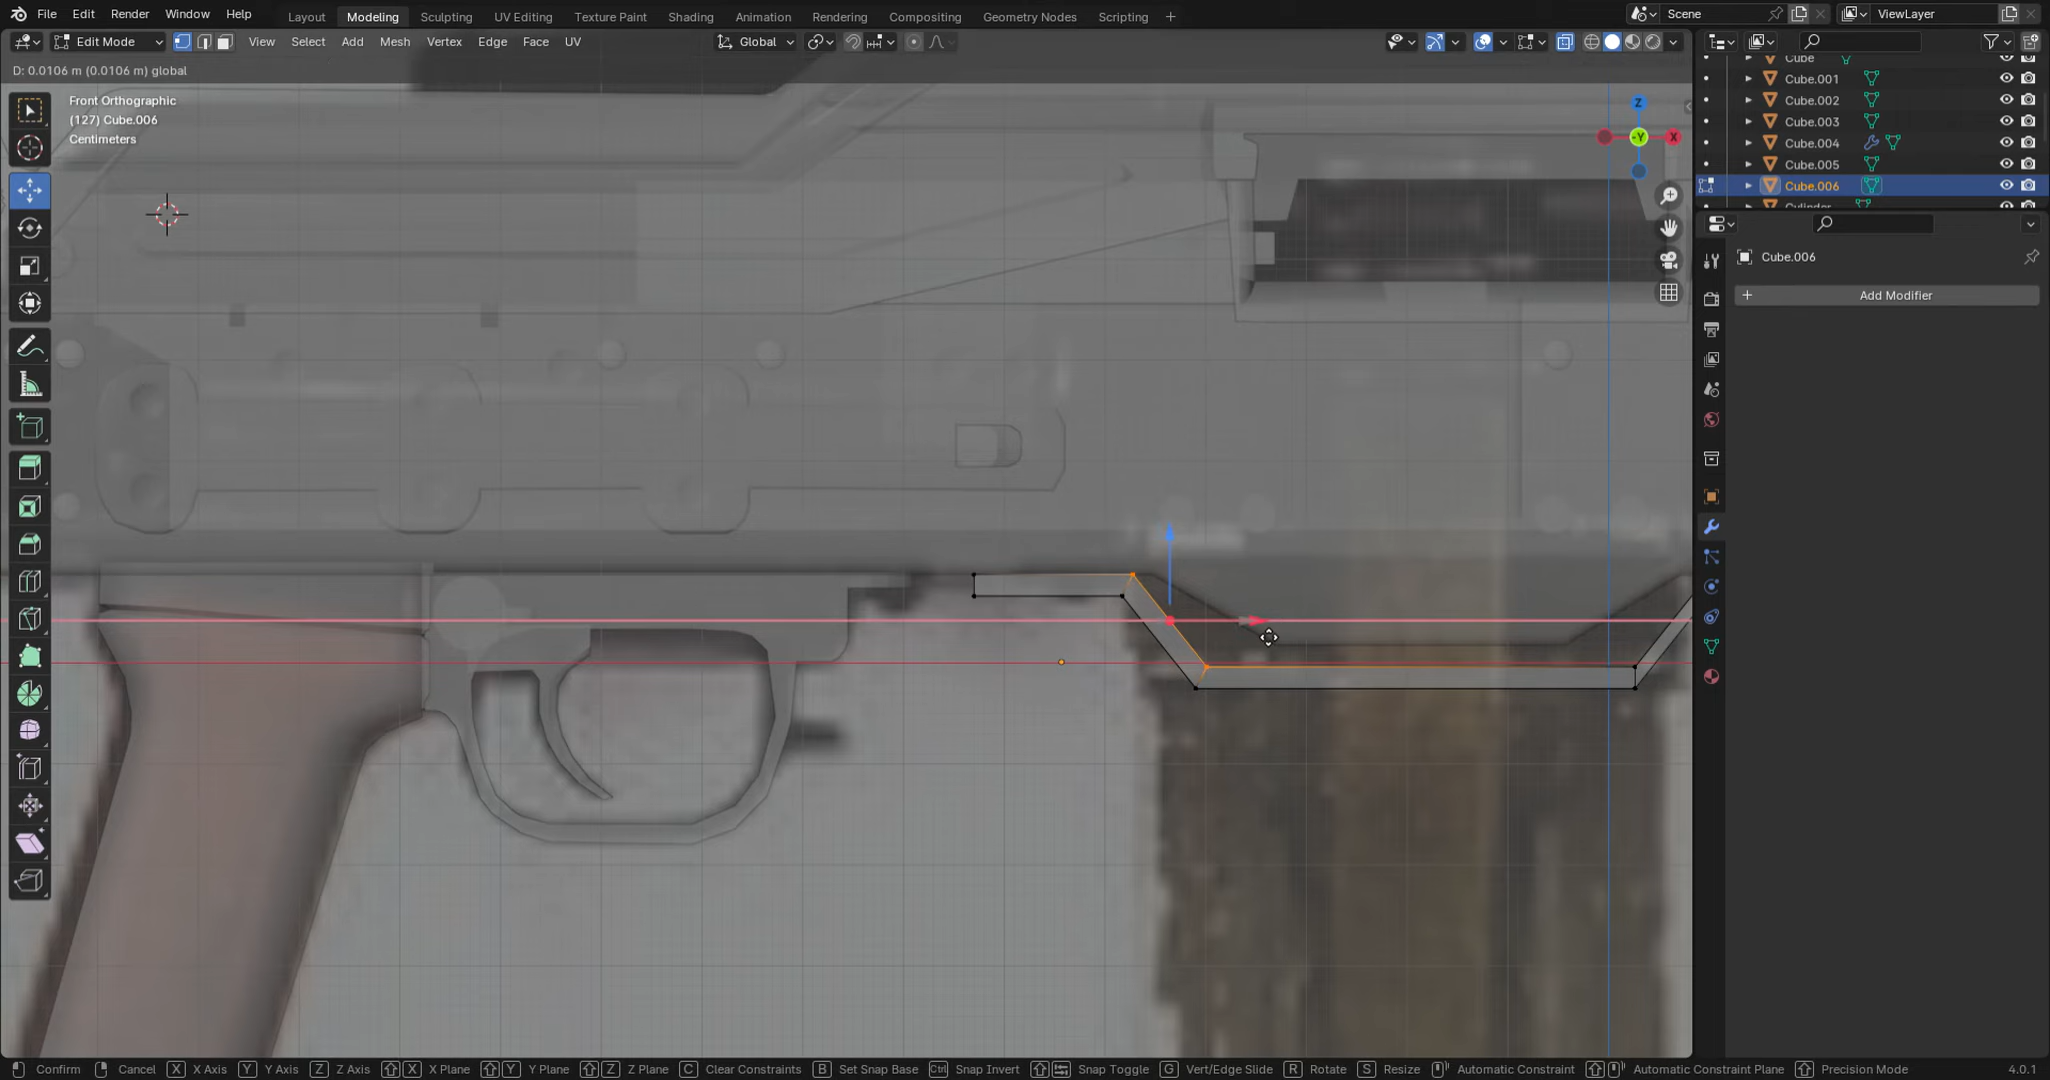 File Edit Render Window Help Layout Modeling Sculpting UV Editing Texture Paint Shading Animation Rendering Compositing Geometry Nodes Scripting + Scene ViewLayer
Edit Mode View Select Add Mesh Vertex Edge Face UV Global
D: 0.0106 m (0.0106 m) global
Front Orthographic
(127) Cube.006
Centimeters
Z
-Y
X
Cube
Cube.001
Cube.002
Cube.003
Cube.004
Cube.005
Cube.006
Cylinder
Cube.006
+ Add Modifier
Confirm Cancel X X Axis Y Y Axis Z Z Axis X X Plane Y Y Plane Z Z Plane C Clear Constraints B Set Snap Base Ctrl Snap Invert Snap Toggle G Vert/Edge Slide R Rotate S Resize Automatic Constraint Automatic Constraint Plane Precision Mode 4.0.1